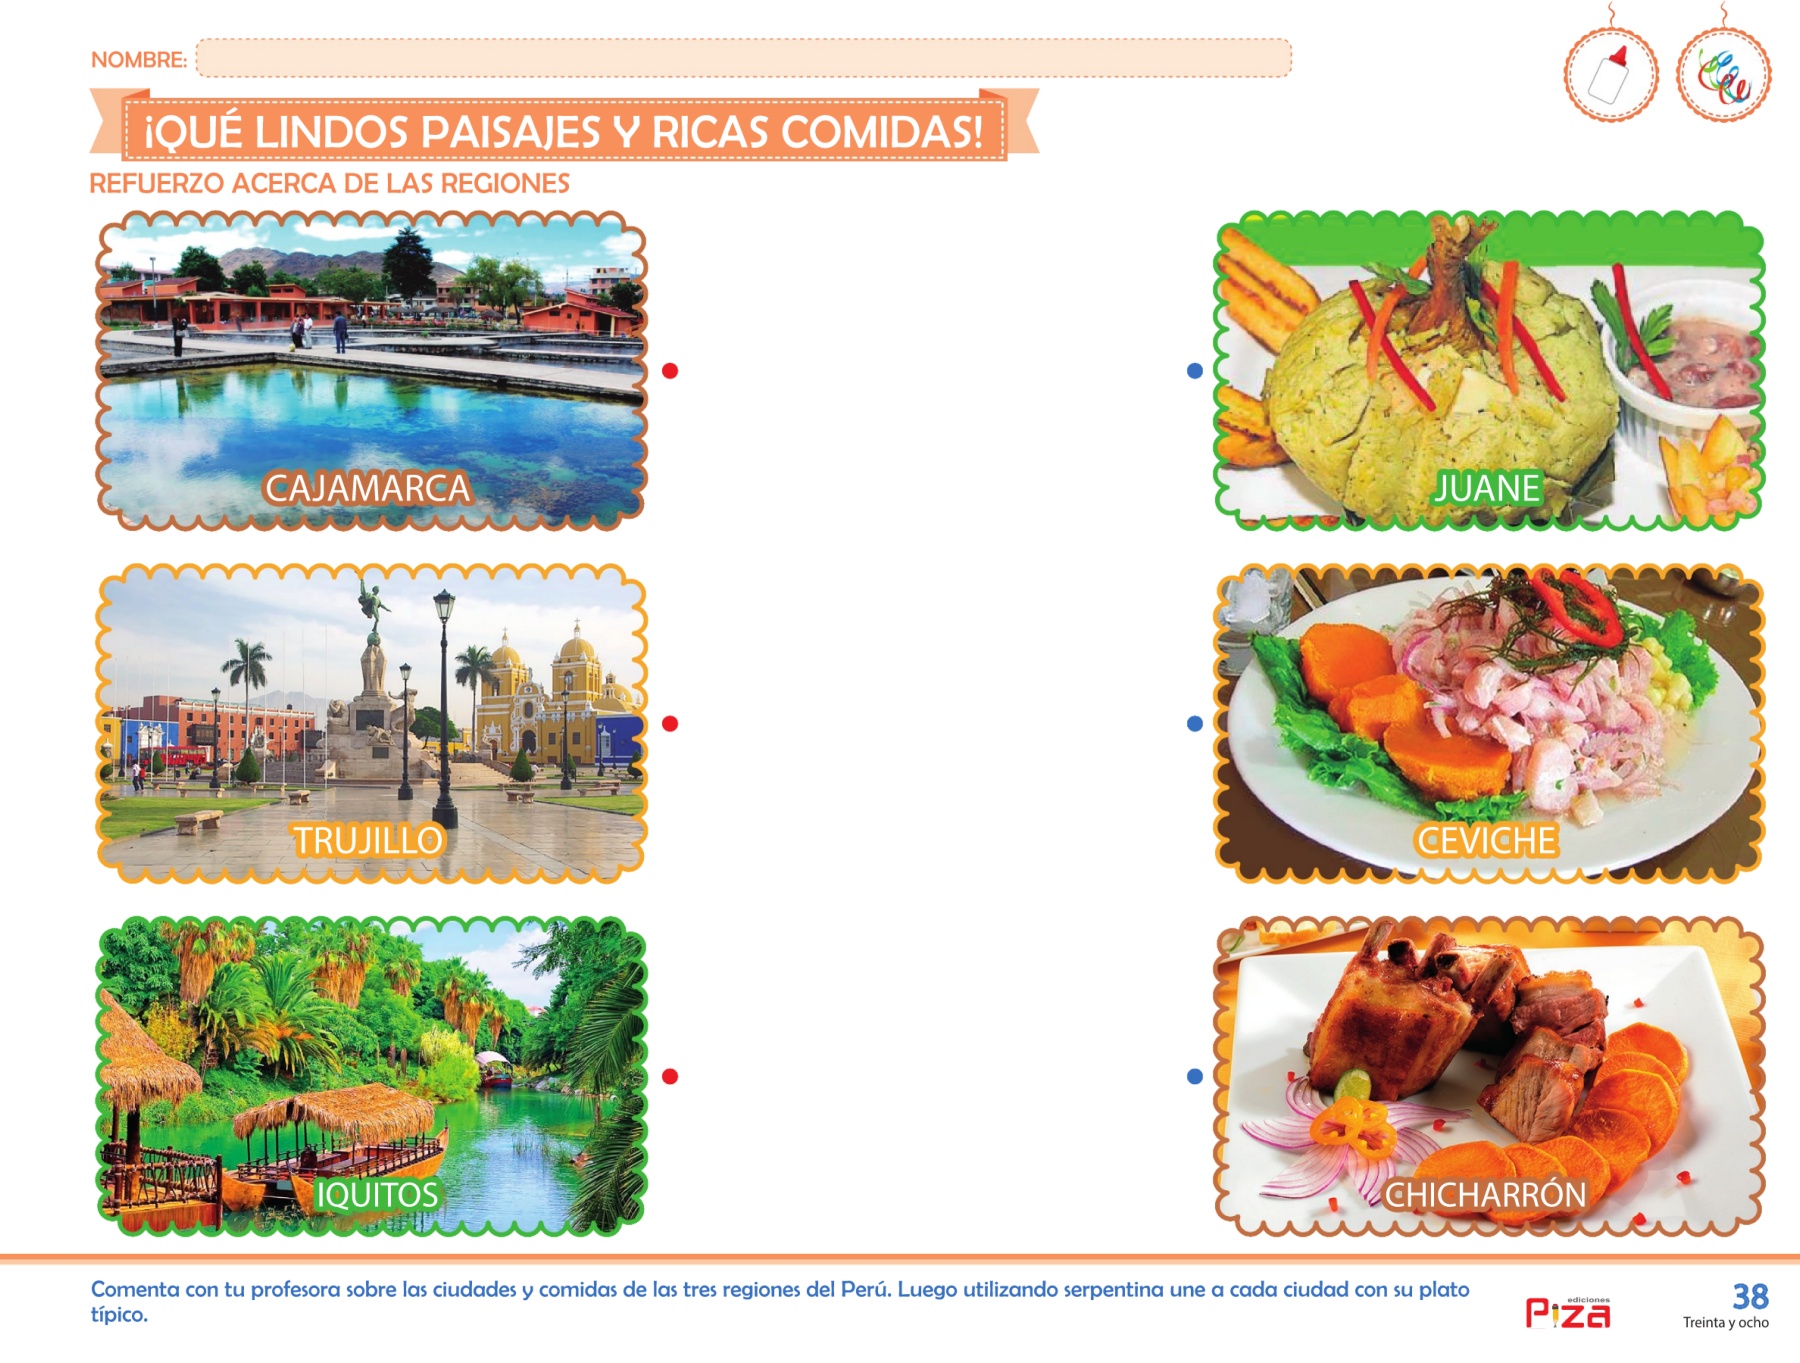 NOMBRE:
¡QUÉ LINDOS PAISAJES Y RICAS COMIDAS!
REFUERZO ACERCA DE LAS REGIONES
CAJAMARCA
JUANE
TRUJILLO
CEVICHE
IQUITOS
CHICHARRÓN
Comenta con tu profesora sobre las ciudades y comidas de las tres regiones del Perú. Luego utilizando serpentina une a cada ciudad con su plato
típico.
ediciones
Piza
38
Treinta y ocho